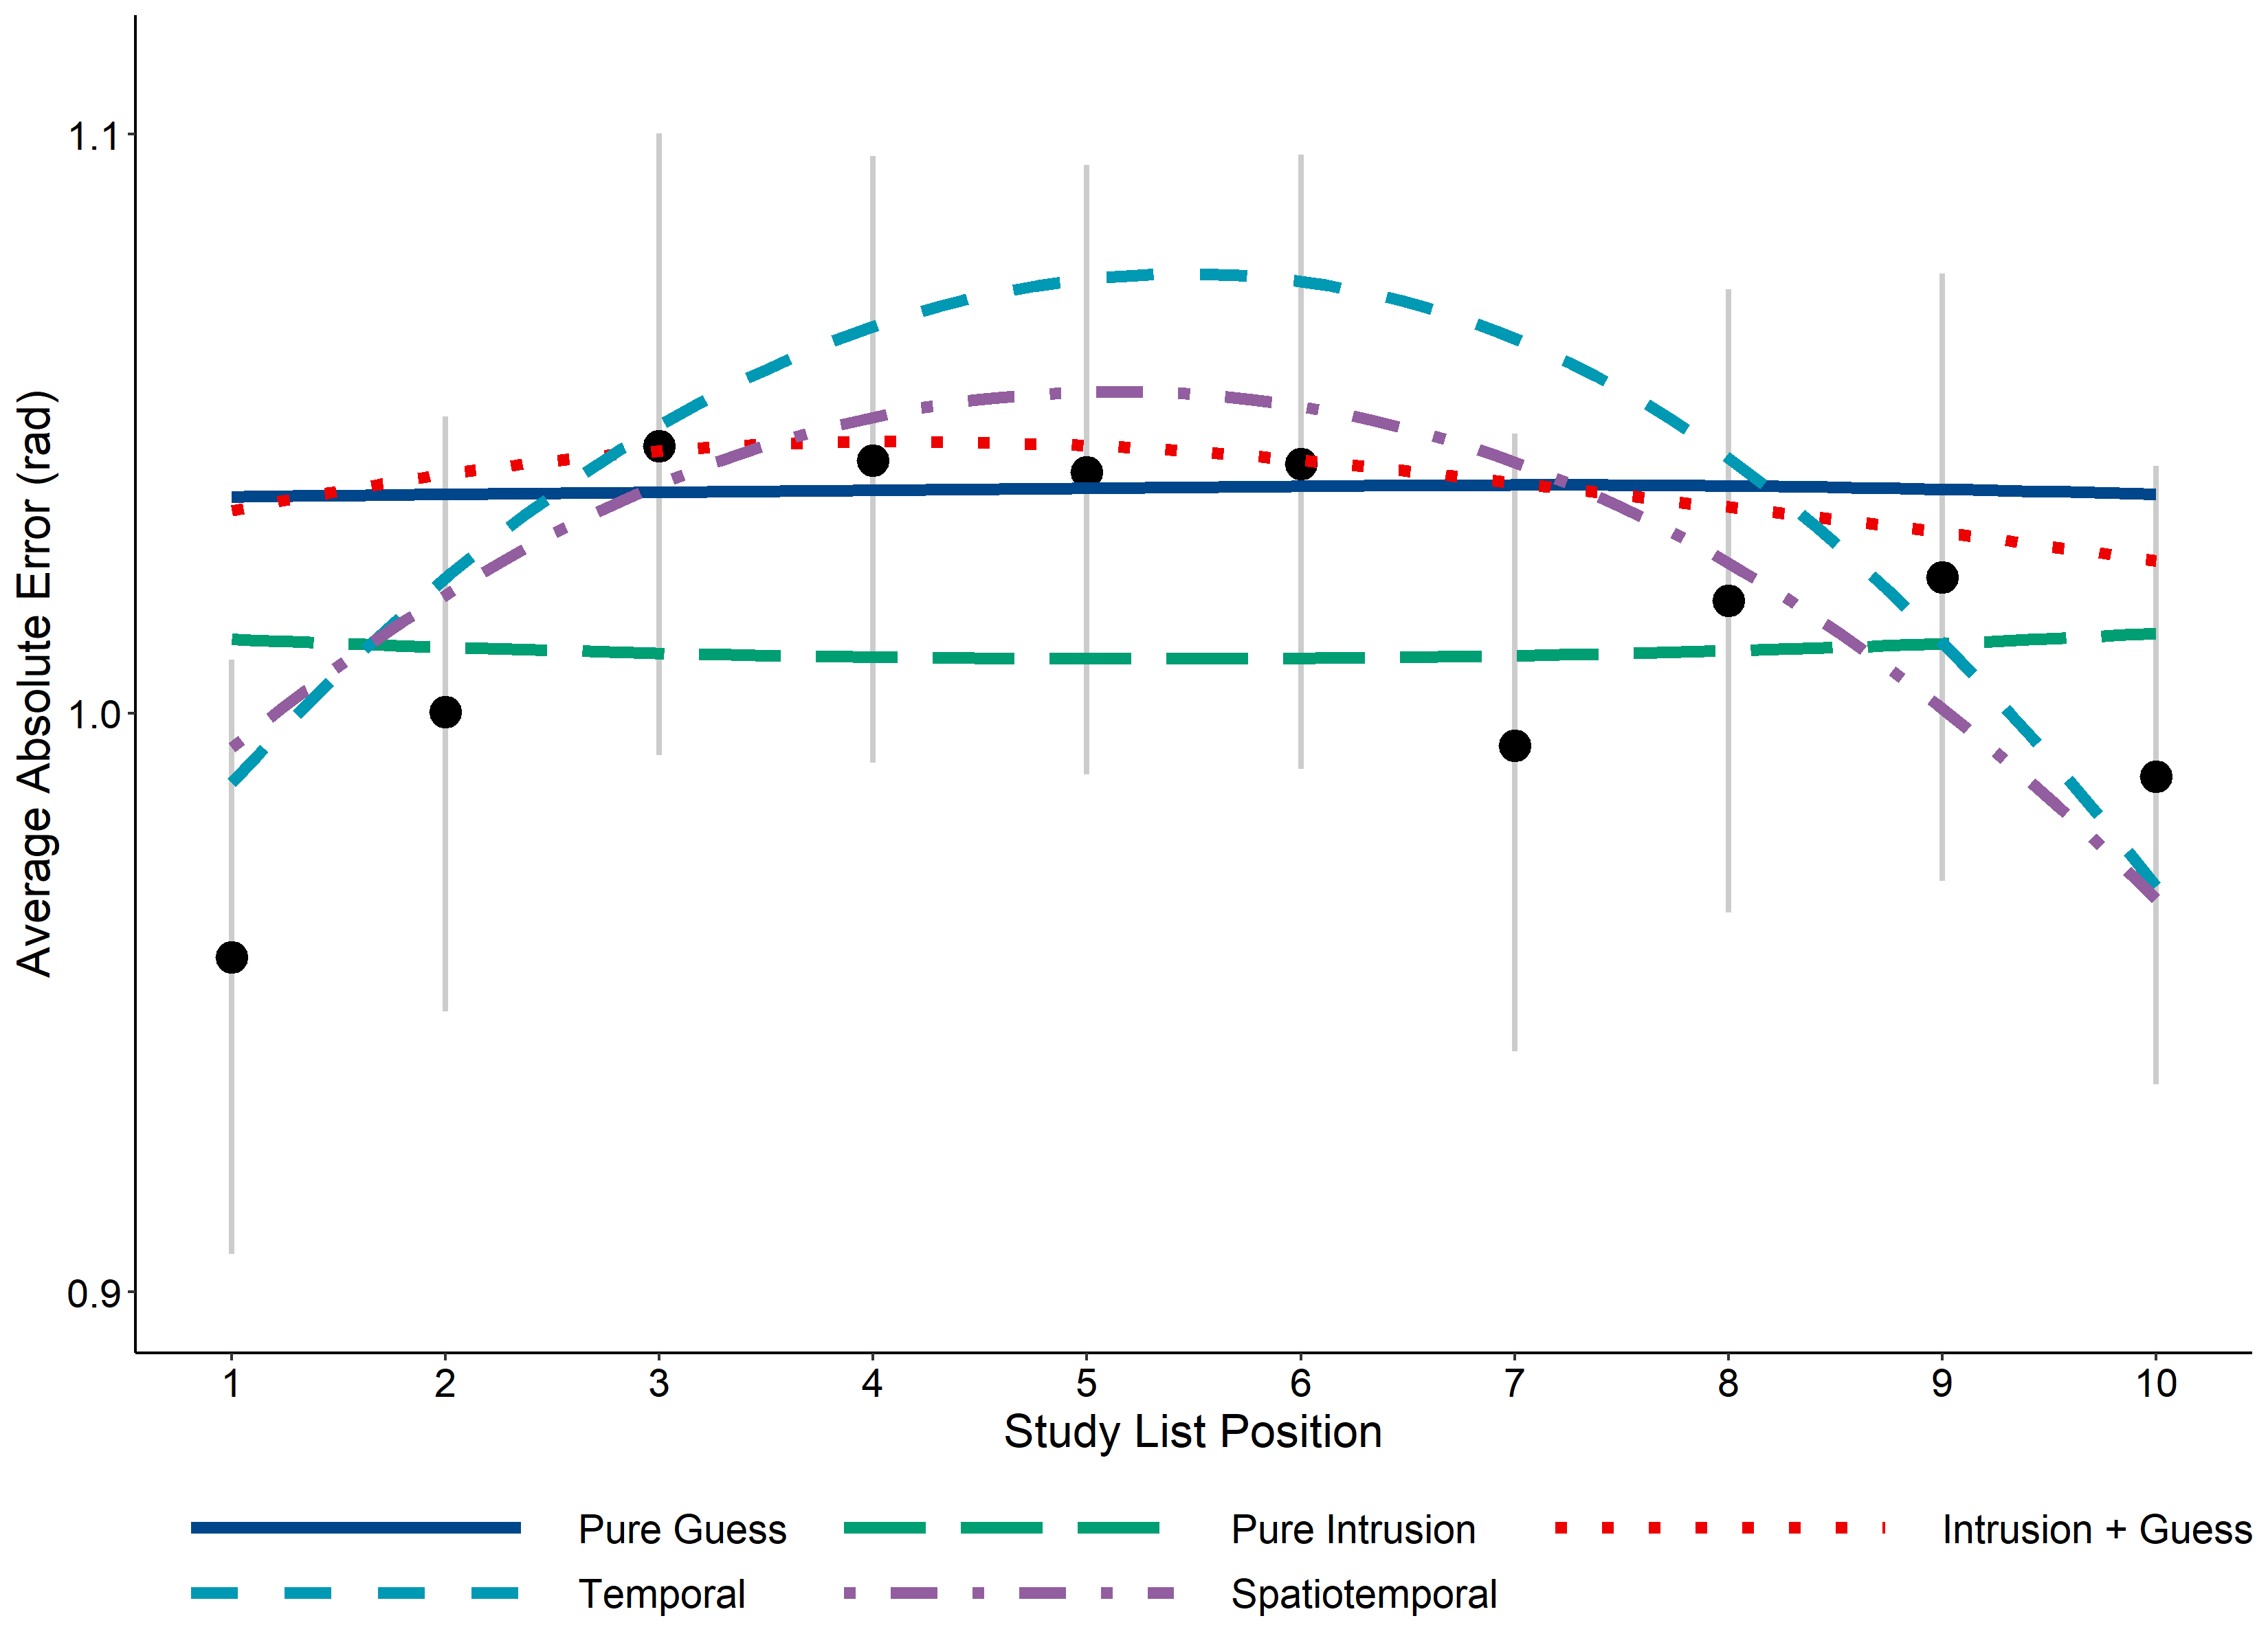 Average Absolute Error (rad)
1.1
1.0
0.9
1 2 3 4 5 6 7 8 9 10
Study List Position
Pure Guess Pure Intrusion Intrusion + Guess
Temporal Spatiotemporal